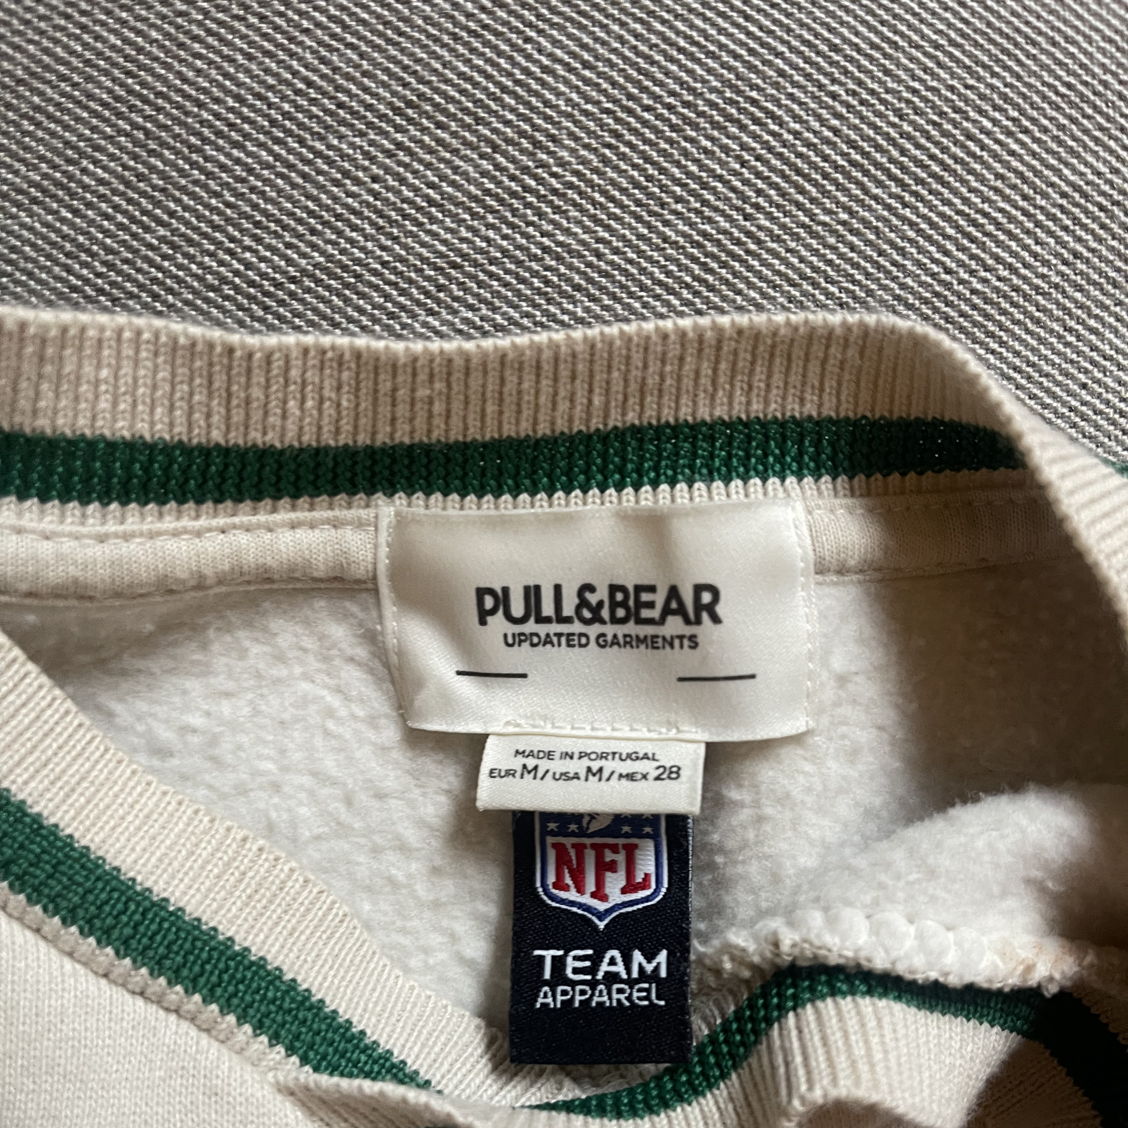 PULL&BEAR
UPDATED GARMENTS
MADE IN PORTUGAL
EUR M/USA M/MEX 28
NFL
TEAM
APPAREL